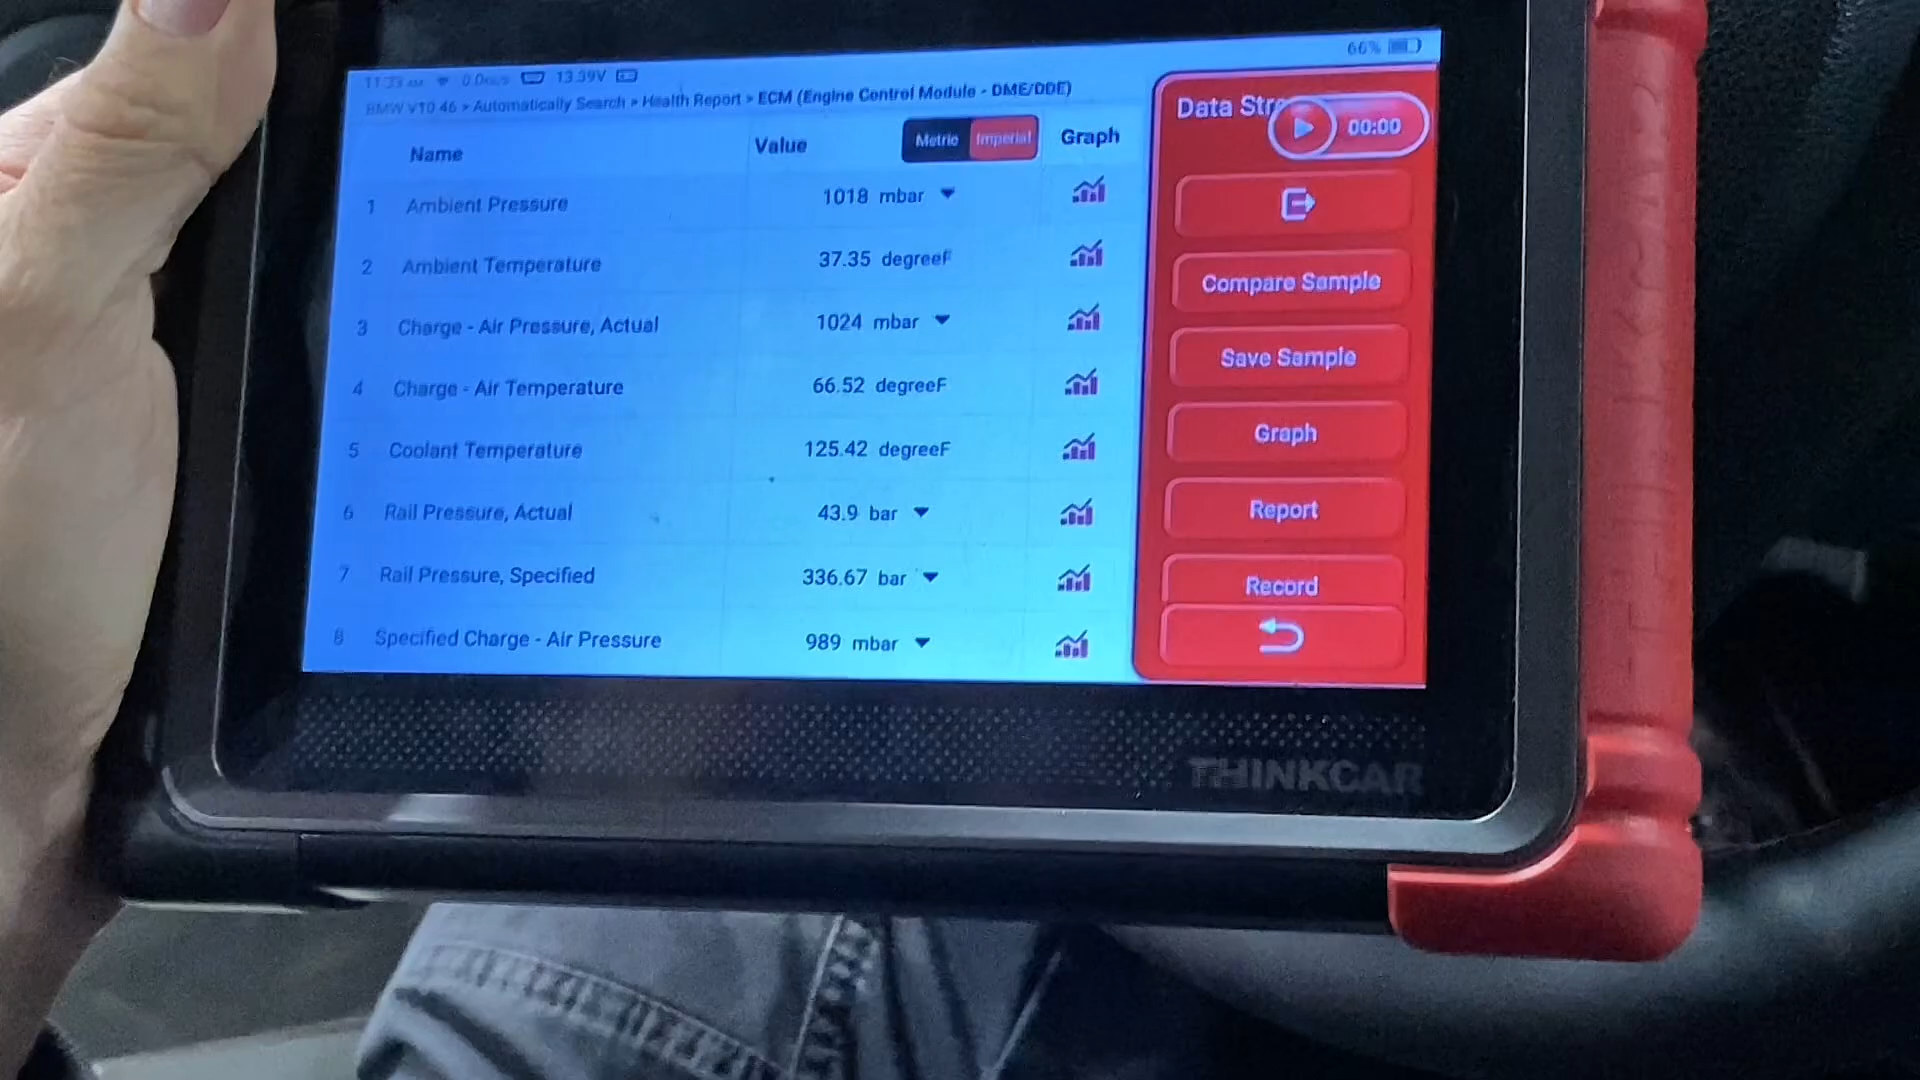 66%
11:33 AM 13.39V
BMW V10.46 > Automatically Search > Health Report > ECM (Engine Control Module - DME/DDE)
Name Value Metric Imperial Graph
1 Ambient Pressure 1018 mbar
2 Ambient Temperature 37.35 degreeF
3 Charge - Air Pressure, Actual 1024 mbar
4 Charge - Air Temperature 66.52 degreeF
5 Coolant Temperature 125.42 degreeF
6 Rail Pressure, Actual 43.9 bar
7 Rail Pressure, Specified 336.67 bar
8 Specified Charge - Air Pressure 989 mbar
Data Stre
00:00
Compare Sample
Save Sample
Graph
Report
Record
THINKCAR